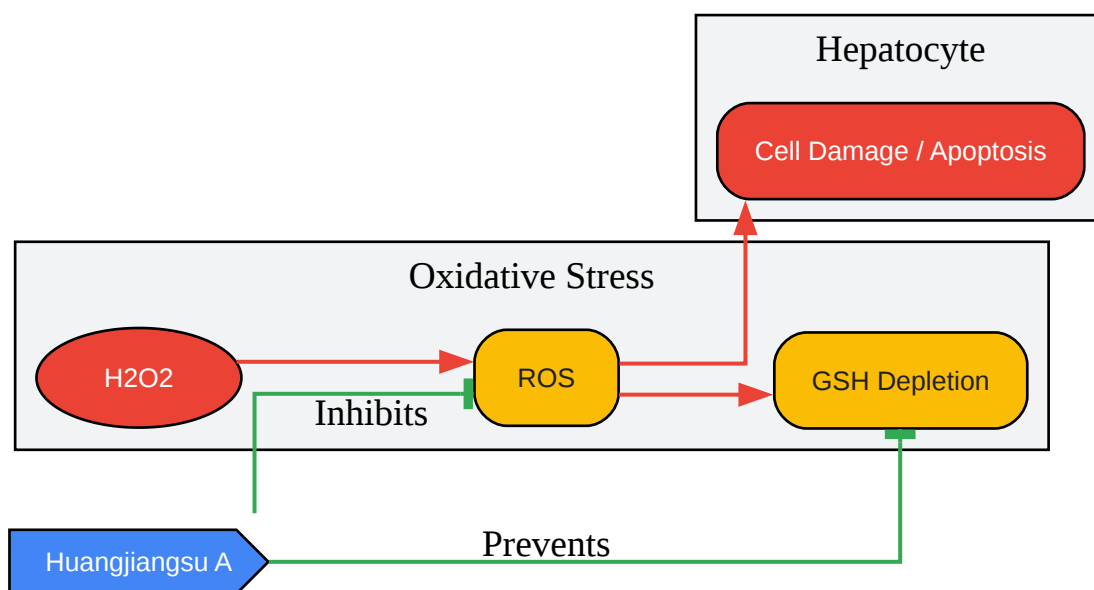 Hepatocyte
Cell Damage / Apoptosis
Oxidative Stress
H2O2
ROS
GSH Depletion
Inhibits
Prevents
Huangjiangsu A